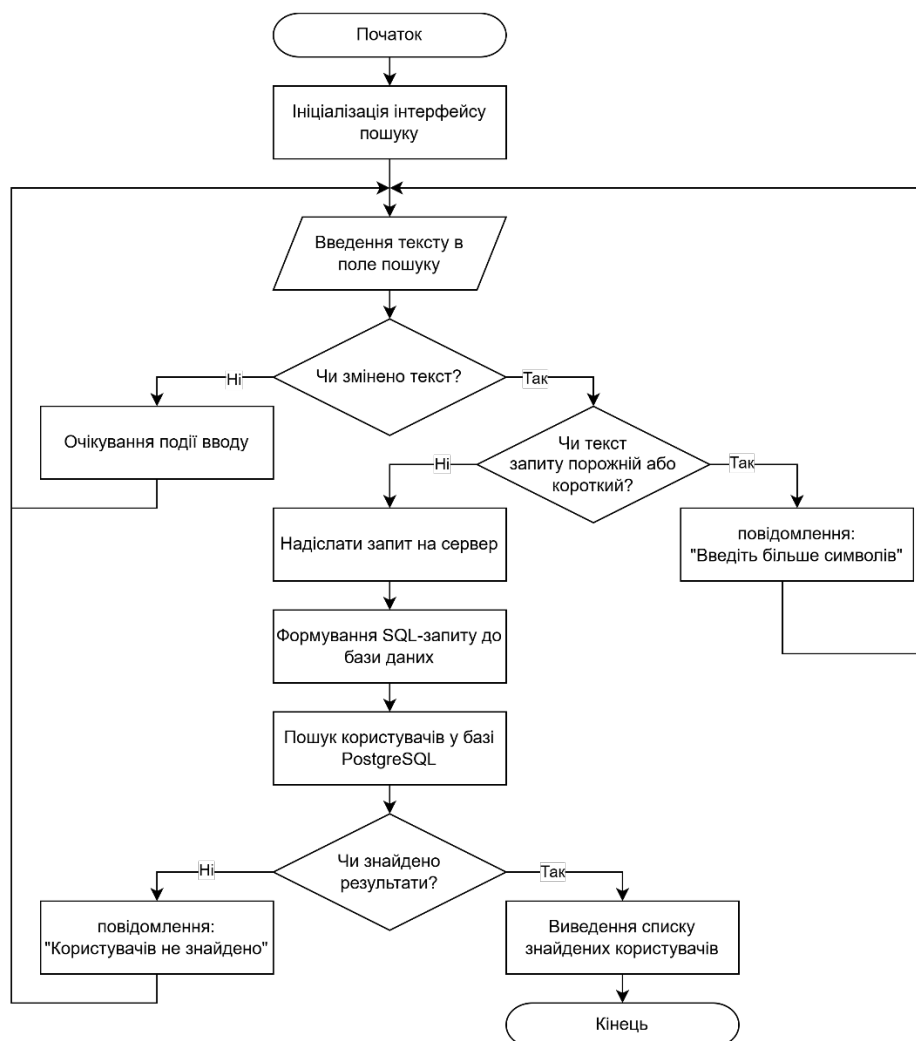 Початок
Ініціалізація інтерфейсу
пошуку
Введення тексту в
поле пошуку
Чи змінено текст?
Ні
Так
Очікування події вводу
Чи текст
запиту порожній або
короткий?
Ні
Так
Надіслати запит на сервер
повідомлення:
"Введіть більше символів"
Формування SQL-запиту до
бази даних
Пошук користувачів у базі
PostgreSQL
Чи знайдено
результати?
Ні
Так
повідомлення:
"Користувачів не знайдено"
Виведення списку
знайдених користувачів
Кінець